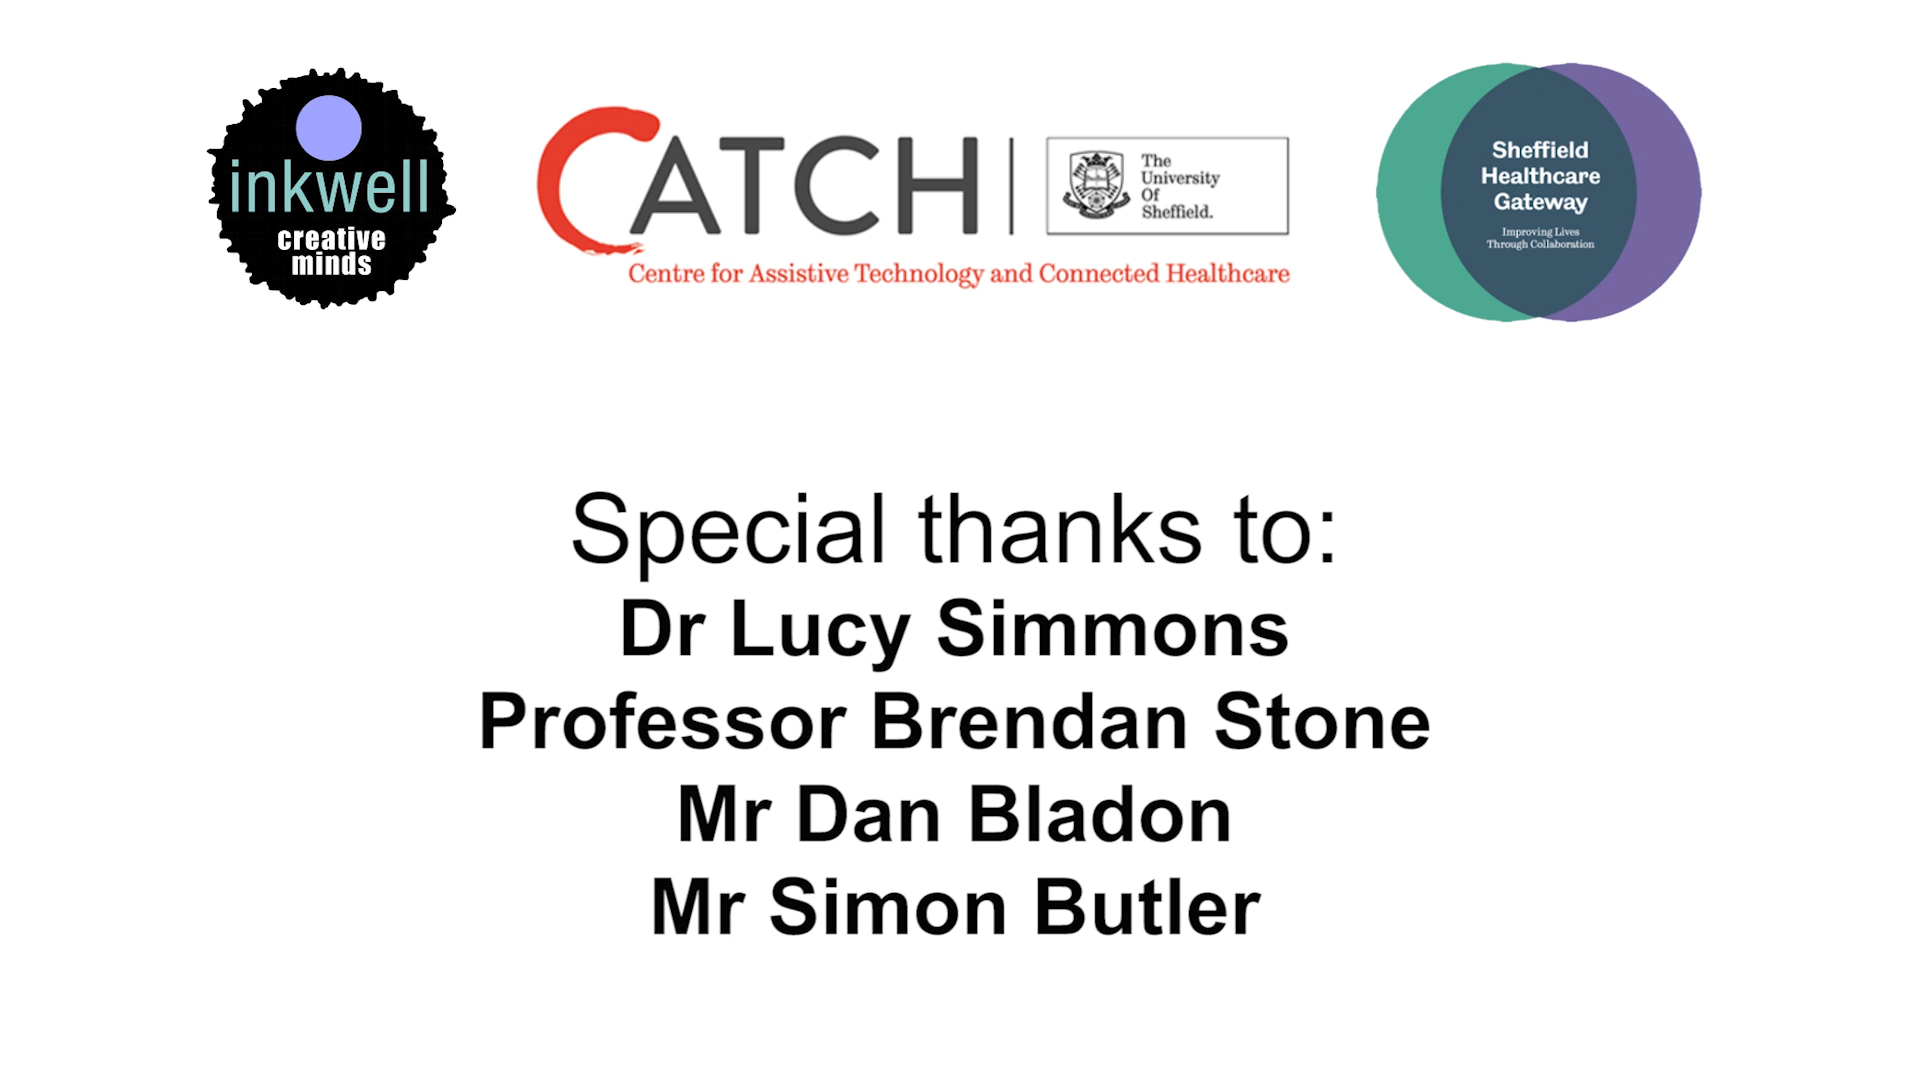 inkwell
creative
minds
CATCH
The
University
Of
Sheffield.
Centre for Assistive Technology and Connected Healthcare
Sheffield
Healthcare
Gateway
Improving Lives
Through Collaboration
Special thanks to:
Dr Lucy Simmons
Professor Brendan Stone
Mr Dan Bladon
Mr Simon Butler